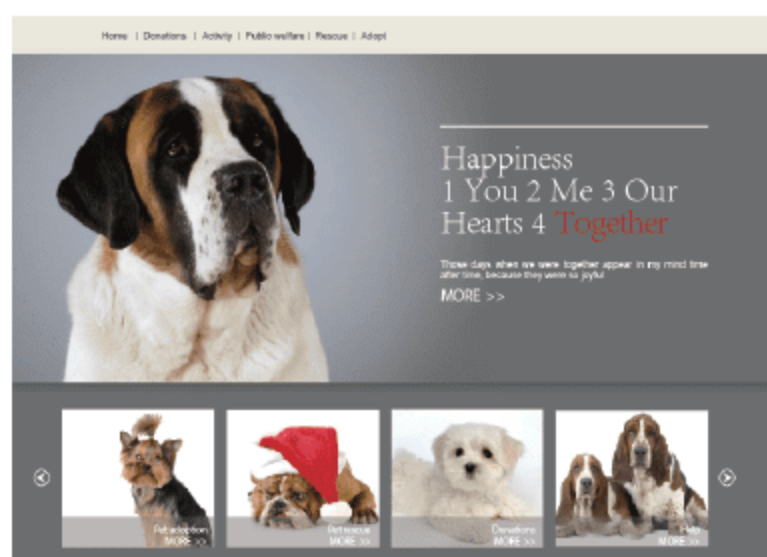 Home | Donations | Activity | Public welfare | Rescue | Adopt
Happiness
1 You 2 Me 3 Our
Hearts 4 Together
Those days when we were together appear in my mind time
after time, because they were so joyful
MORE >>
Pet adoption
MORE >>
Pet rescue
MORE >>
Donations
MORE >>
Help
MORE >>